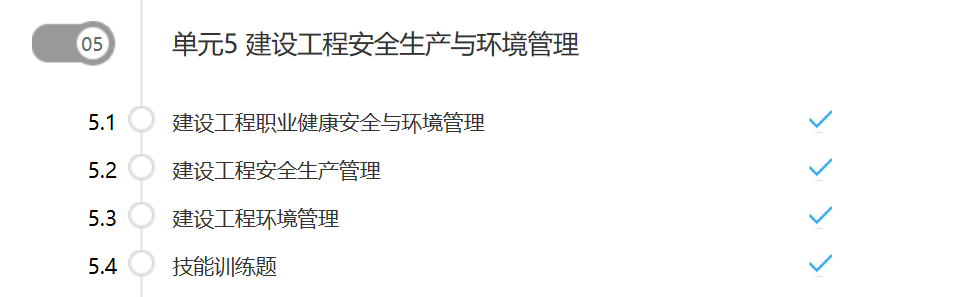 05 单元5 建设工程安全生产与环境管理
5.1 建设工程职业健康安全与环境管理
5.2 建设工程安全生产管理
5.3 建设工程环境管理
5.4 技能训练题